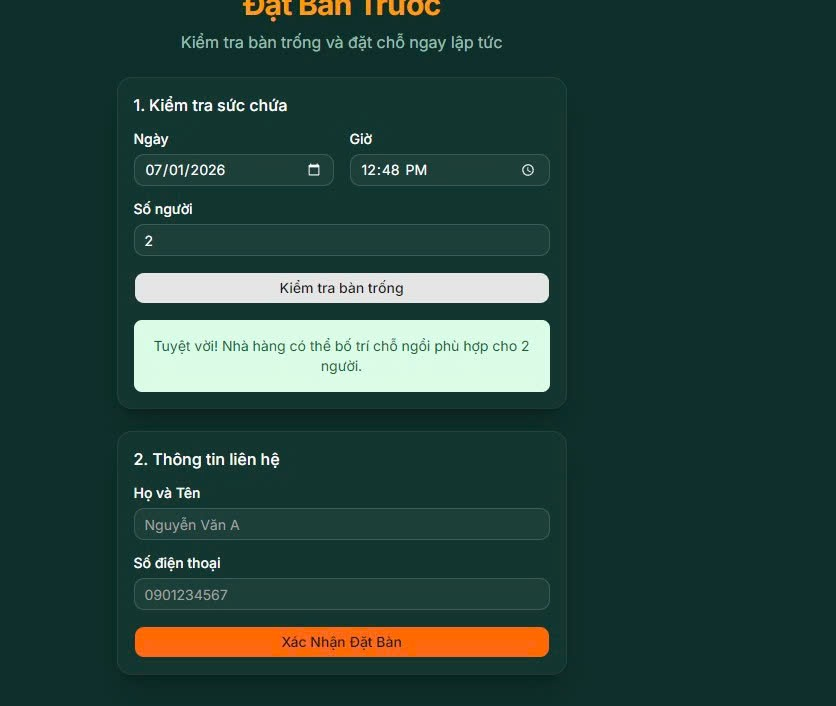 Đặt Bàn Trước
Kiểm tra bàn trống và đặt chỗ ngay lập tức
1. Kiểm tra sức chứa
Ngày
Giờ
07/01/2026
12:48 PM
Số người
2
Kiểm tra bàn trống
Tuyệt vời! Nhà hàng có thể bố trí chỗ ngồi phù hợp cho 2
người.
2. Thông tin liên hệ
Họ và Tên
Nguyễn Văn A
Số điện thoại
0901234567
Xác Nhận Đặt Bàn